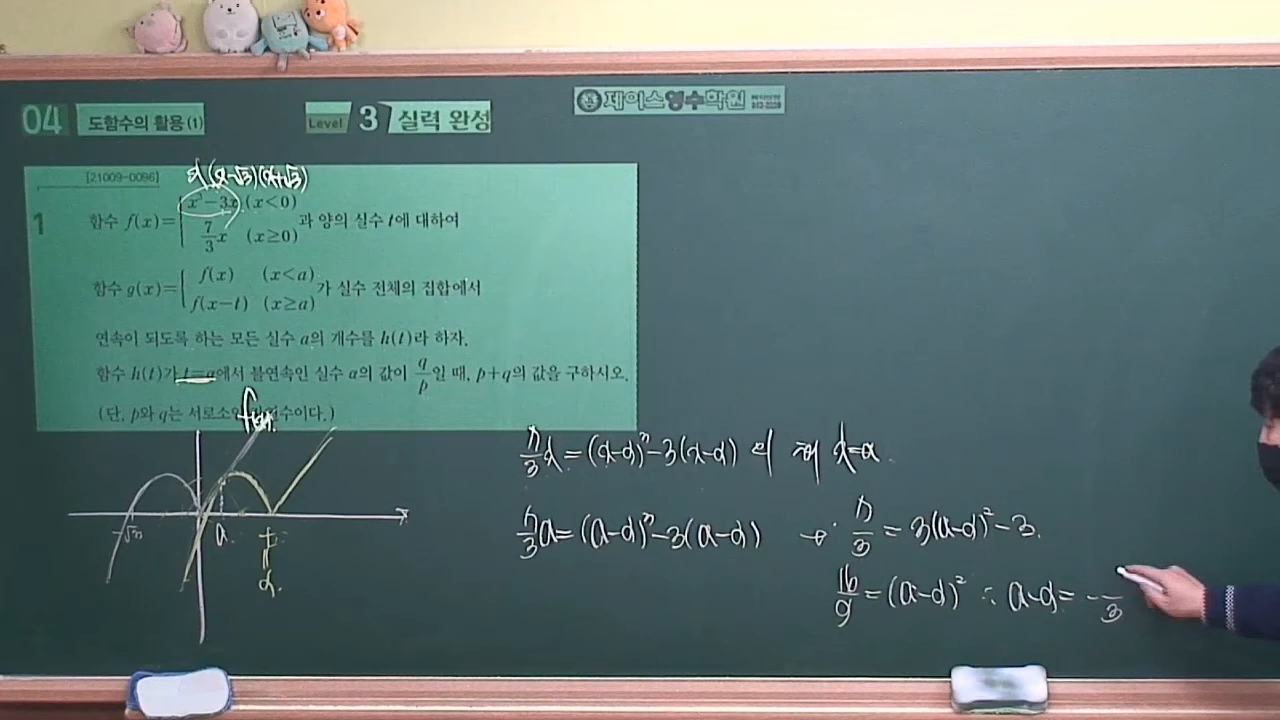 04 도함수의 활용(1)
Level 3 실력 완성
제이스영수학원
[21009-0096]
x(x-√3)(x+√3)
1
함수 f(x)= { x³-3x (x<0)
7/3 x (x≥0) 과 양의 실수 t에 대하여
함수 g(x)= { f(x) (x<a)
f(x-t) (x≥a) 가 실수 전체의 집합에서
연속이 되도록 하는 모든 실수 a의 개수를 h(t)라 하자.
함수 h(t)가 t=α에서 불연속인 실수 α의 값이 q/p일 때, p+q의 값을 구하시오.
(단, p와 q는 서로소인 자연수이다.)
f(x).
-√3
a.
t
α.
7/3 x=(x-α)³-3(x-α) 의 해 x=a.
7/3 a=(a-α)³-3(a-α) → 7/3 = 3(a-α)²-3.
16/9 =(a-α)² ∴ a-α= - /3